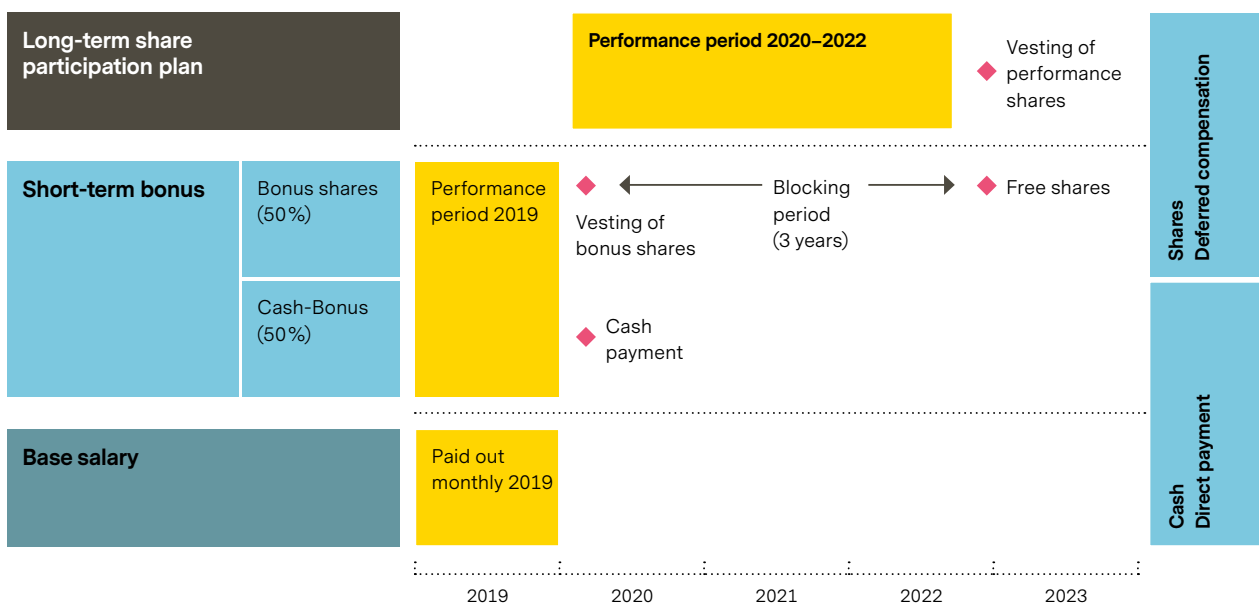 Long-term share
participation plan
Performance period 2020–2022
Vesting of
performance
shares
Short-term bonus
Bonus shares
(50%)
Cash-Bonus
(50%)
Performance
period 2019
Vesting of
bonus shares
Blocking
period
(3 years)
Free shares
Cash
payment
Base salary
Paid out
monthly 2019
Shares
Deferred compensation
Cash
Direct payment
2019
2020
2021
2022
2023